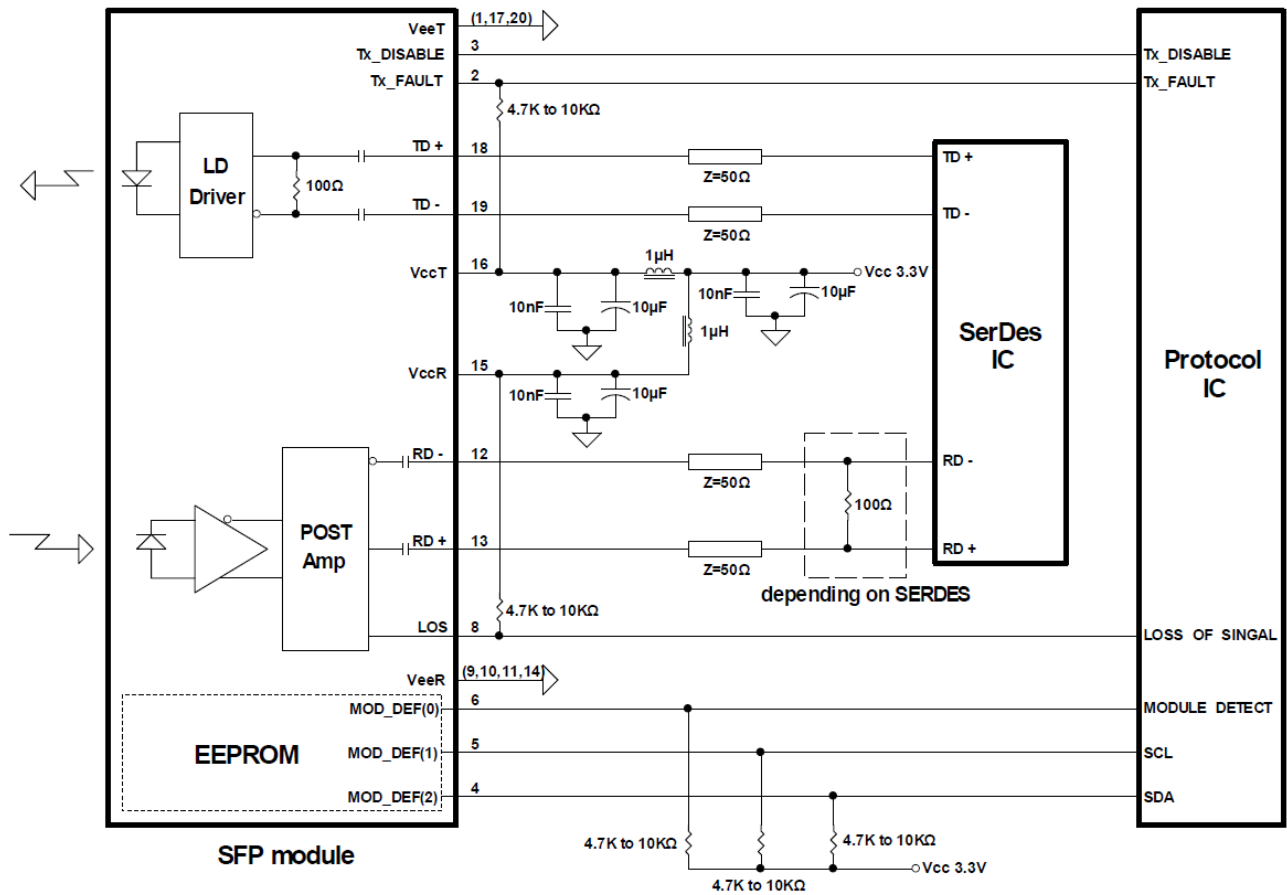 VeeT
(1,17,20)
Tx_DISABLE
3
Tx_DISABLE
Tx_FAULT
2
Tx_FAULT
4.7K to 10KΩ
LD
Driver
100Ω
TD +
18
Z=50Ω
TD +
TD -
19
Z=50Ω
TD -
VccT
16
1µH
Vcc 3.3V
10nF
10µF
10nF
10µF
1µH
VccR
15
10nF
10µF
SerDes
IC
Protocol
IC
POST
Amp
RD -
12
Z=50Ω
RD -
100Ω
RD +
13
Z=50Ω
RD +
depending on SERDES
4.7K to 10KΩ
LOS
8
LOSS OF SINGAL
VeeR
(9,10,11,14)
EEPROM
MOD_DEF(0)
6
MODULE DETECT
MOD_DEF(1)
5
SCL
MOD_DEF(2)
4
SDA
4.7K to 10KΩ
4.7K to 10KΩ
4.7K to 10KΩ
Vcc 3.3V
SFP module